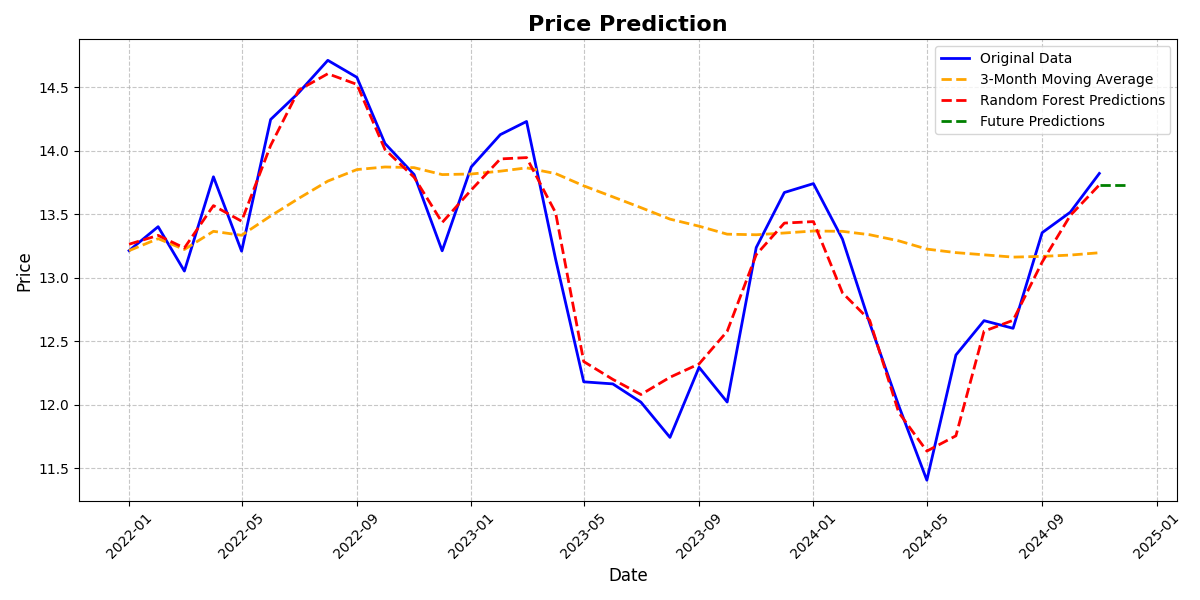 Price Prediction
Original Data
3-Month Moving Average
Random Forest Predictions
Future Predictions
Price
14.5
14.0
13.5
13.0
12.5
12.0
11.5
2022-01
2022-05
2022-09
2023-01
2023-05
2023-09
2024-01
2024-05
2024-09
2025-01
Date